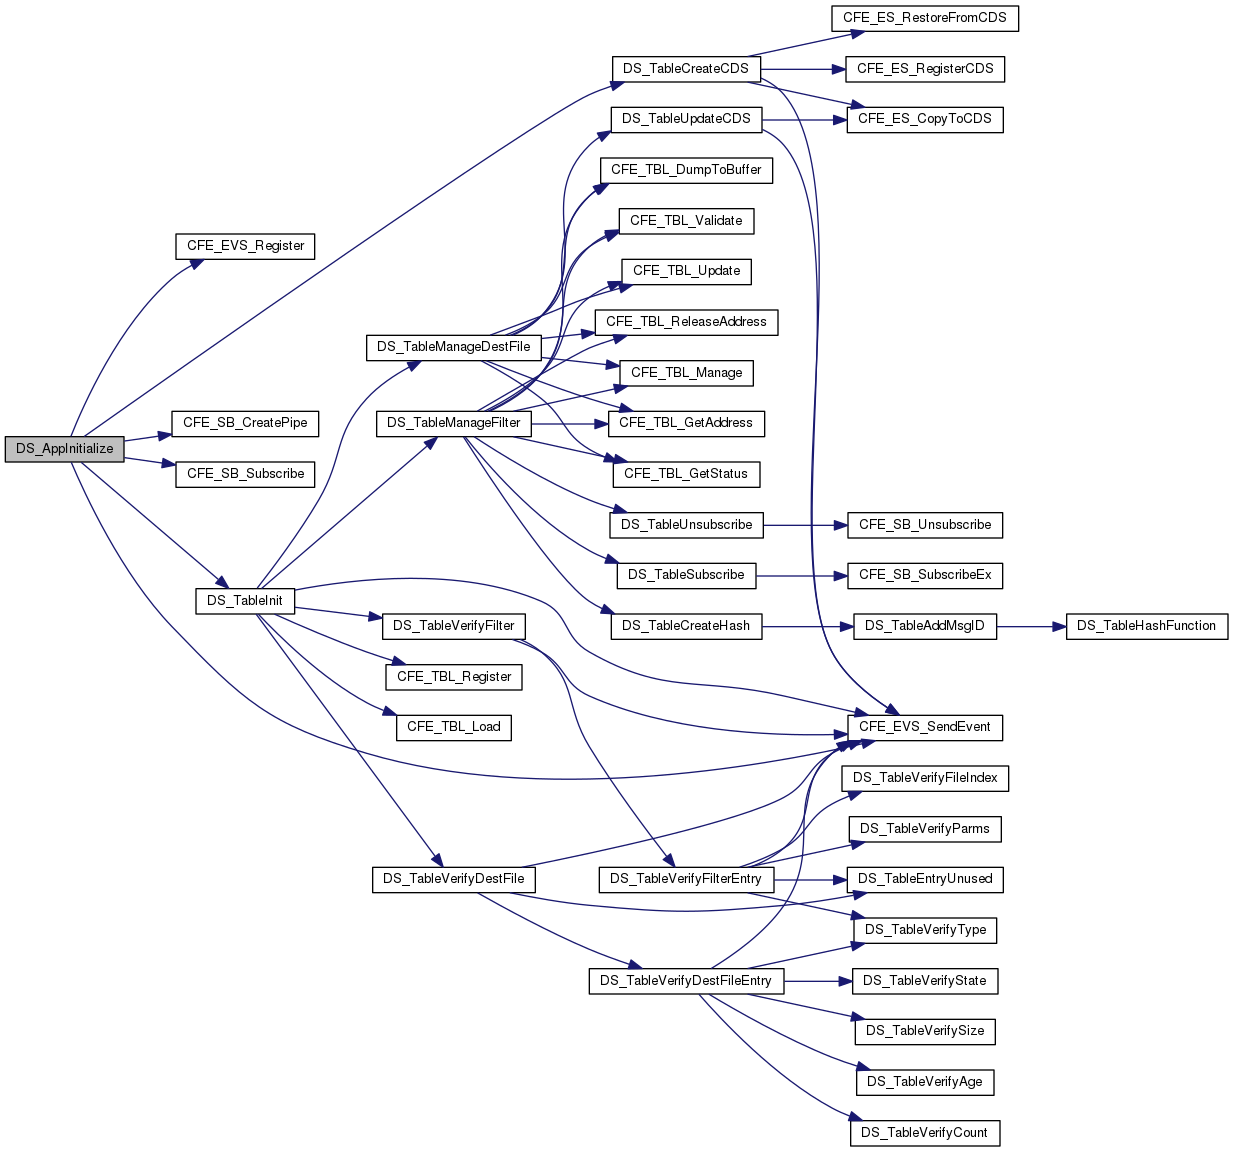 CFE_ES_RestoreFromCDS
DS_TableCreateCDS
CFE_ES_RegisterCDS
DS_TableUpdateCDS
CFE_ES_CopyToCDS
CFE_TBL_DumpToBuffer
CFE_TBL_Validate
CFE_EVS_Register
CFE_TBL_Update
CFE_TBL_ReleaseAddress
DS_TableManageDestFile
CFE_TBL_Manage
CFE_SB_CreatePipe
DS_TableManageFilter
CFE_TBL_GetAddress
DS_AppInitialize
CFE_SB_Subscribe
CFE_TBL_GetStatus
DS_TableUnsubscribe
CFE_SB_Unsubscribe
DS_TableSubscribe
CFE_SB_SubscribeEx
DS_TableInit
DS_TableVerifyFilter
DS_TableCreateHash
DS_TableAddMsgID
DS_TableHashFunction
CFE_TBL_Register
CFE_TBL_Load
CFE_EVS_SendEvent
DS_TableVerifyFileIndex
DS_TableVerifyParms
DS_TableVerifyDestFile
DS_TableVerifyFilterEntry
DS_TableEntryUnused
DS_TableVerifyType
DS_TableVerifyDestFileEntry
DS_TableVerifyState
DS_TableVerifySize
DS_TableVerifyAge
DS_TableVerifyCount